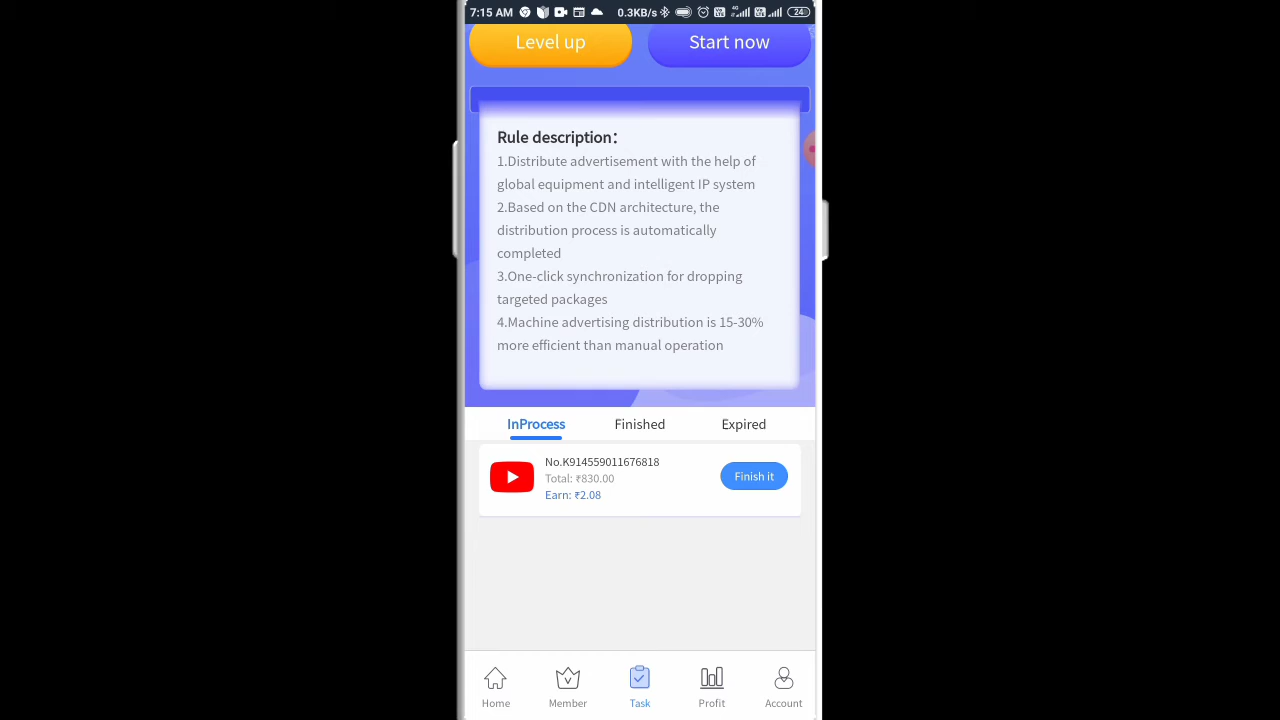 7:15 AM 0.3KB/s 24
Level up
Start now
Rule description:
1.Distribute advertisement with the help of
global equipment and intelligent IP system
2.Based on the CDN architecture, the
distribution process is automatically
completed
3.One-click synchronization for dropping
targeted packages
4.Machine advertising distribution is 15-30%
more efficient than manual operation
InProcess
Finished
Expired
No.K914559011676818
Total: ₹830.00
Earn: ₹2.08
Finish it
Home
Member
Task
Profit
Account